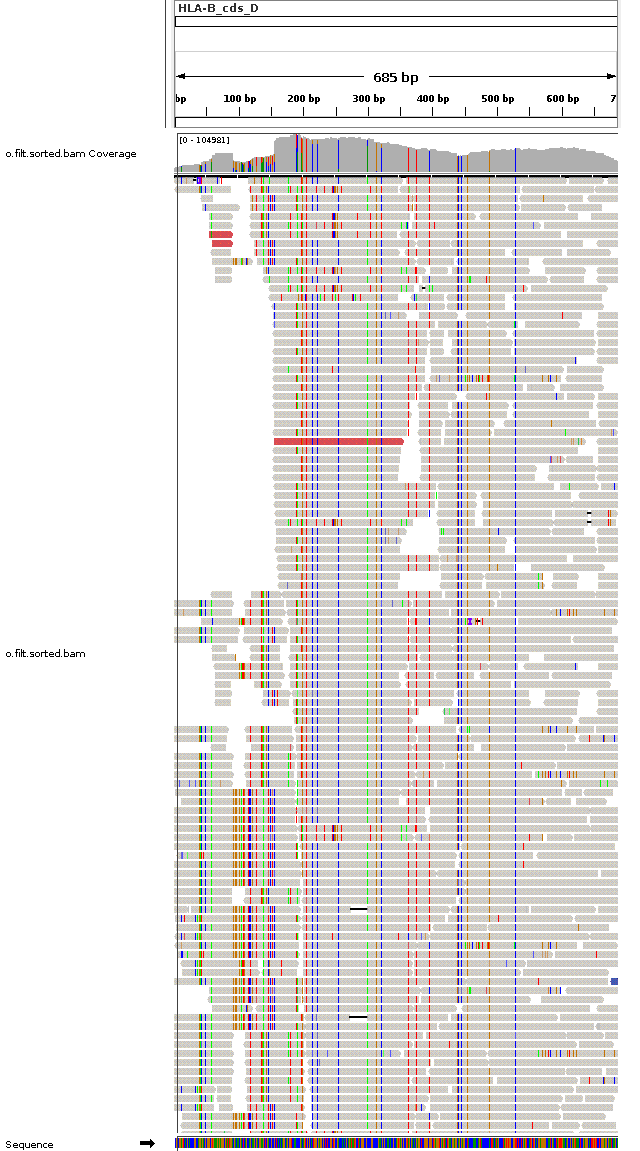 HLA-B_cds_D
685 bp
bp 100 bp 200 bp 300 bp 400 bp 500 bp 600 bp 7
[0 - 104981]
o.filt.sorted.bam Coverage
o.filt.sorted.bam
Sequence